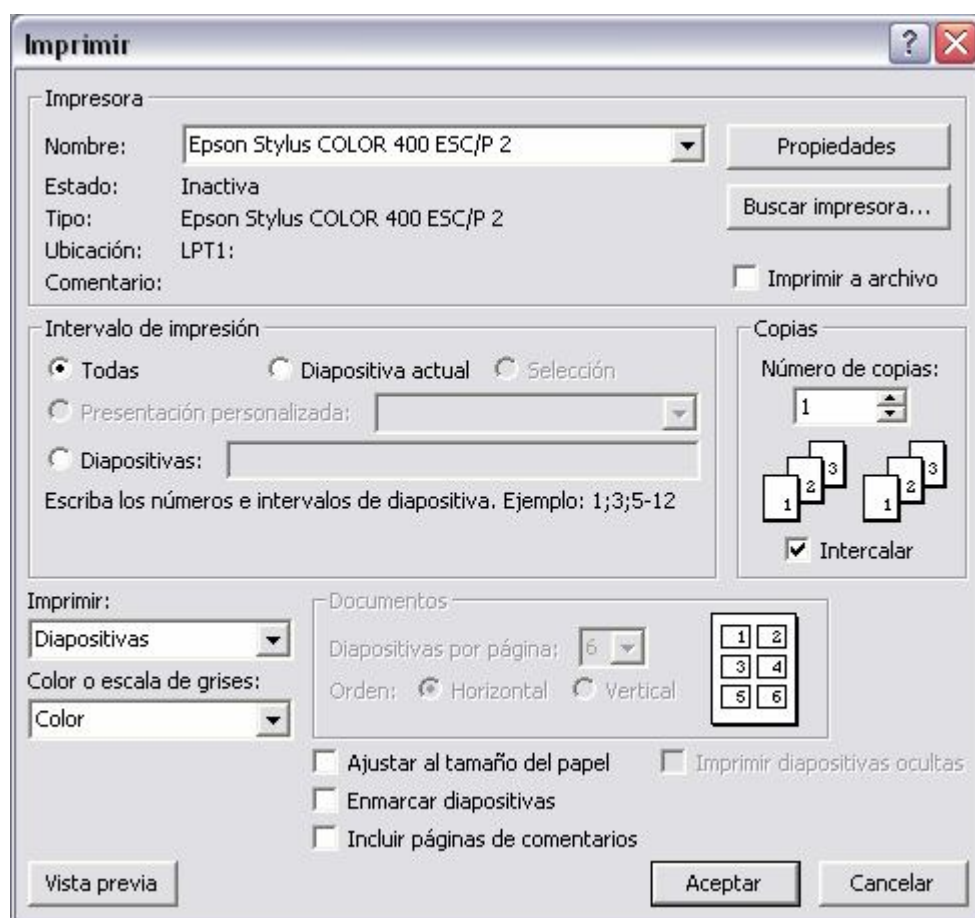 Imprimir
Impresora
Nombre: Epson Stylus COLOR 400 ESC/P 2 Propiedades
Estado: Inactiva
Tipo: Epson Stylus COLOR 400 ESC/P 2 Buscar impresora...
Ubicación: LPT1:
Comentario: Imprimir a archivo
Intervalo de impresión
Todas Diapositiva actual Selección
Presentación personalizada:
Diapositivas:
Escriba los números e intervalos de diapositiva. Ejemplo: 1;3;5-12
Copias
Número de copias:
1
1 2 3 1 2 3
Intercalar
Imprimir:
Diapositivas
Color o escala de grises:
Color
Documentos
Diapositivas por página: 6
Orden: Horizontal Vertical
1 2
3 4
5 6
Ajustar al tamaño del papel Imprimir diapositivas ocultas
Enmarcar diapositivas
Incluir páginas de comentarios
Vista previa Aceptar Cancelar